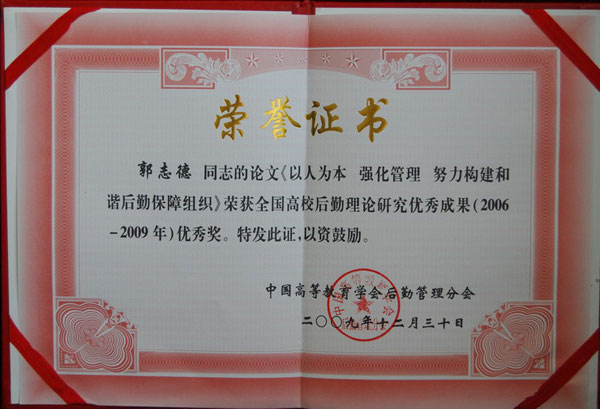 荣誉证书
郭志德 同志的论文《以人为本 强化管理 努力构建和
谐后勤保障组织》荣获全国高校后勤理论研究优秀成果(2006
-2009年)优秀奖。特发此证,以资鼓励。
中国高等教育学会后勤管理分会
二〇〇九年十二月三十日